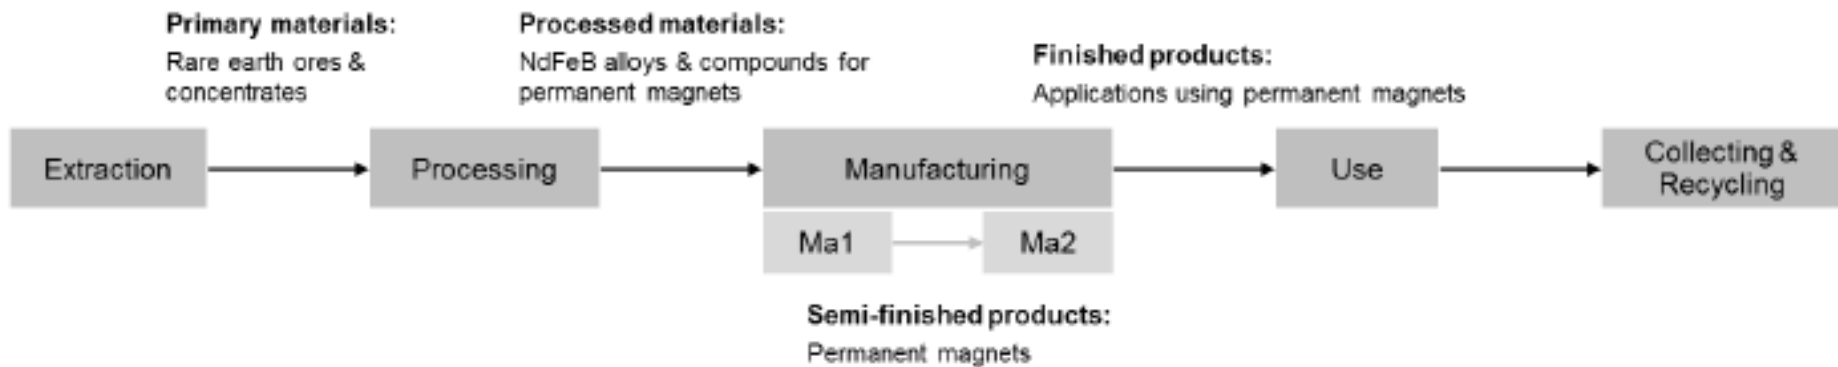 Primary materials:
Rare earth ores &
concentrates
Processed materials:
NdFeB alloys & compounds for
permanent magnets
Finished products:
Applications using permanent magnets
Extraction
Processing
Manufacturing
Use
Collecting &
Recycling
Ma1
Ma2
Semi-finished products:
Permanent magnets